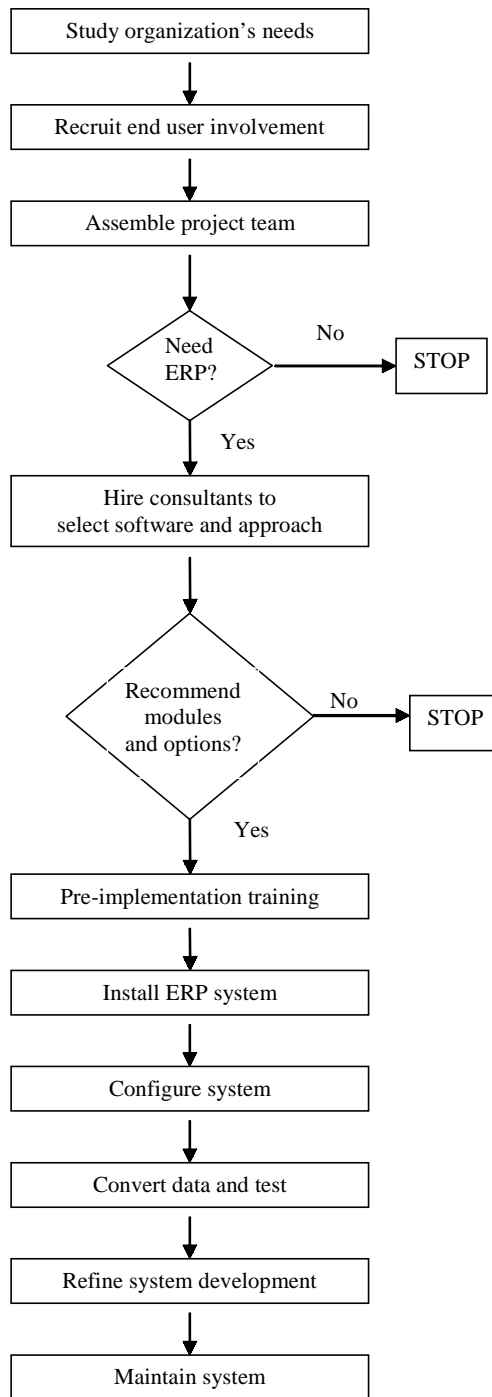 Study organization's needs
Recruit end user involvement
Assemble project team
Need
ERP?
No
STOP
Yes
Hire consultants to
select software and approach
Recommend
modules
and options?
No
STOP
Yes
Pre-implementation training
Install ERP system
Configure system
Convert data and test
Refine system development
Maintain system